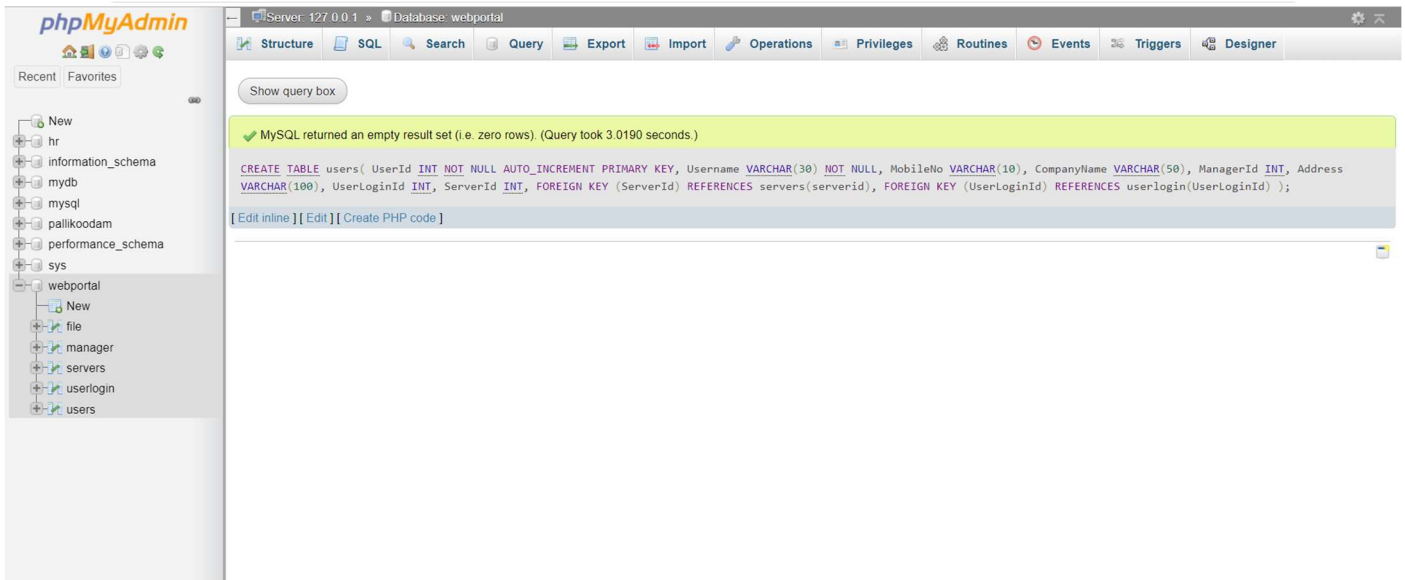 phpMyAdmin
Recent Favorites
New
hr
information_schema
mydb
mysql
pallikoodam
performance_schema
sys
webportal
New
file
manager
servers
userlogin
users
Server: 127.0.0.1 » Database: webportal
Structure SQL Search Query Export Import Operations Privileges Routines Events Triggers Designer
Show query box
MySQL returned an empty result set (i.e. zero rows). (Query took 3.0190 seconds.)
CREATE TABLE users( UserId INT NOT NULL AUTO_INCREMENT PRIMARY KEY, Username VARCHAR(30) NOT NULL, MobileNo VARCHAR(10), CompanyName VARCHAR(50), ManagerId INT, Address
VARCHAR(100), UserLoginId INT, ServerId INT, FOREIGN KEY (ServerId) REFERENCES servers(serverid), FOREIGN KEY (UserLoginId) REFERENCES userlogin(UserLoginId) );
[ Edit inline ] [ Edit ] [ Create PHP code ]